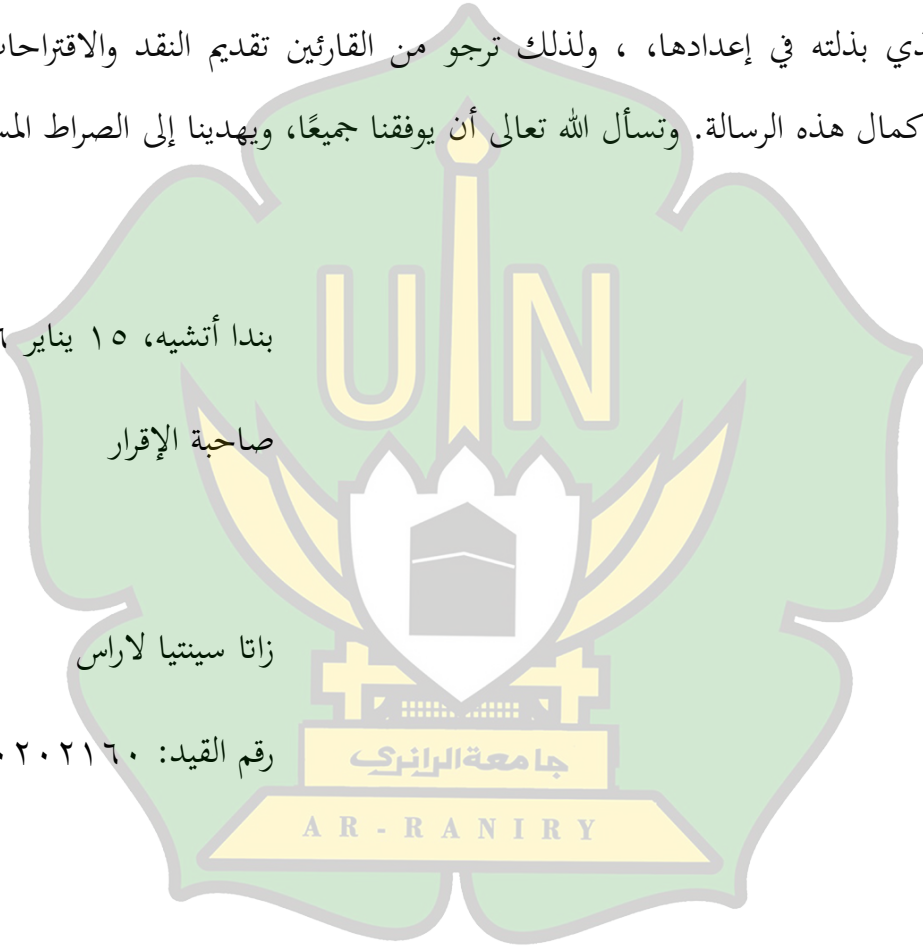 ذي بذلته في إعدادها، ، ولذلك ترجو من القارئين تقديم النقد والاقتراحات
كمال هذه الرسالة. وتسأل الله تعالى أن يوفقنا جميعًا، ويهدينا إلى الصراط
بندا أتشيه، ١٥ يناير
صاحبة الإقرار
زاتا سينتيا لاراس
رقم القيد: ٠٢٠٢١٦٠
UIN
جامعة الرانري
AR-RANIRY